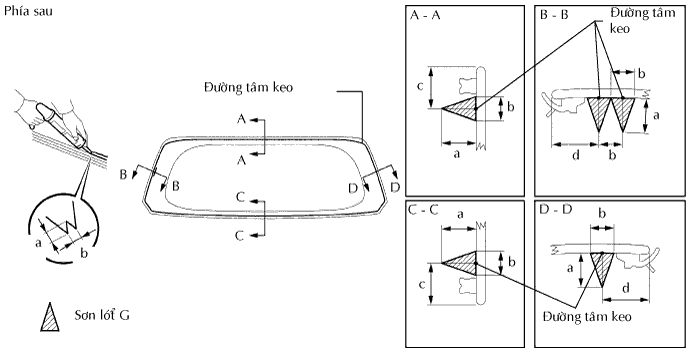 Phía sau
Đường tâm keo
A
A
B
B
C
C
D
D
a
b
Sơn lót G
A - A
c
b
a
B - B
Đường tâm
keo
b
a
d
b
C - C
a
b
c
D - D
b
a
d
Đường tâm keo